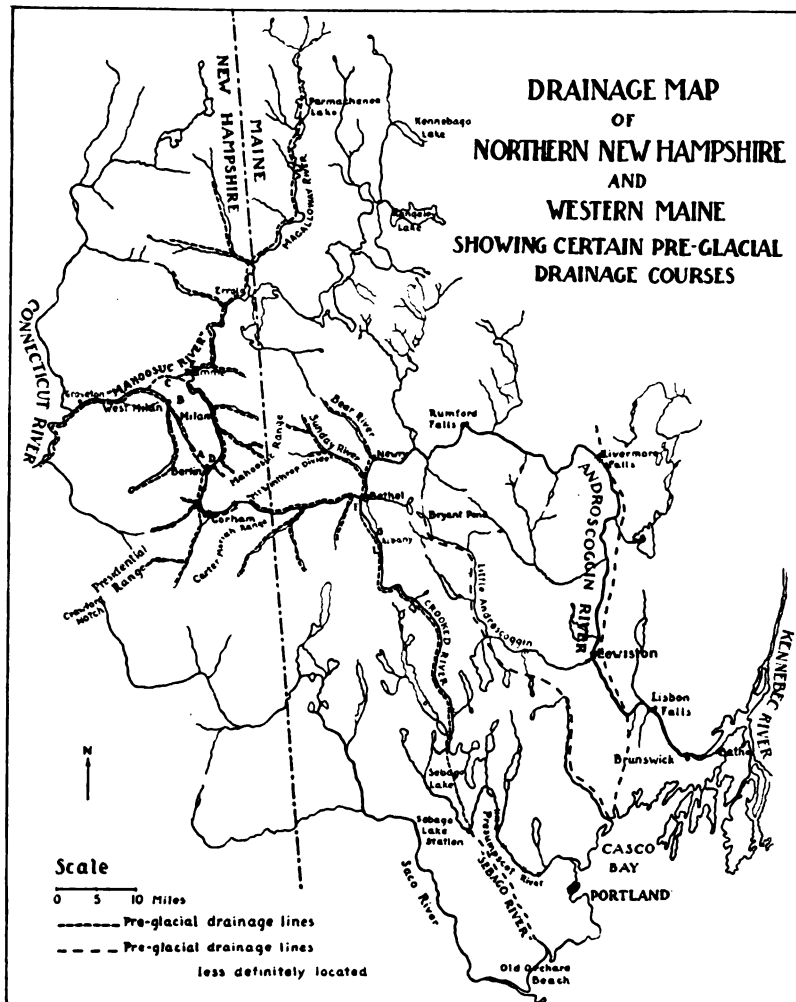 DRAINAGE MAP
OF
NORTHERN NEW HAMPSHIRE
AND
WESTERN MAINE
SHOWING CERTAIN PRE-GLACIAL
DRAINAGE COURSES
NEW HAMPSHIRE
MAINE
Parmachenee
Lake
Kennebago
Lake
MAGALLOWAY RIVER
Lake
Errol
CONNECTICUT RIVER
"MAHOOSUC RIVER"
Groveton
C
B
West Milan
Milan
A
D
Berlin
Mahoosuc Range
Bear River
Sunday River
Rumford
Falls
Newry
Livermore
Falls
Mt Winthrop Divide
Bethel
Gorham
Carter Moriah Range
Bryant Pond
Albany
ANDROSCOGGIN RIVER
Presidential
Range
Crawford
Notch
Little Androscoggin
CROOKED RIVER
Lewiston
KENNEBEC RIVER
Lisbon
Falls
Brunswick
Bath
Sebago
Lake
Sebago
Lake
Station
Presumpscot River
"SEBAGO RIVER"
CASCO
BAY
PORTLAND
Saco River
Old Orchard
Beach
N
Scale
0 5 10 Miles
Pre-glacial drainage lines
Pre-glacial drainage lines
less definitely located